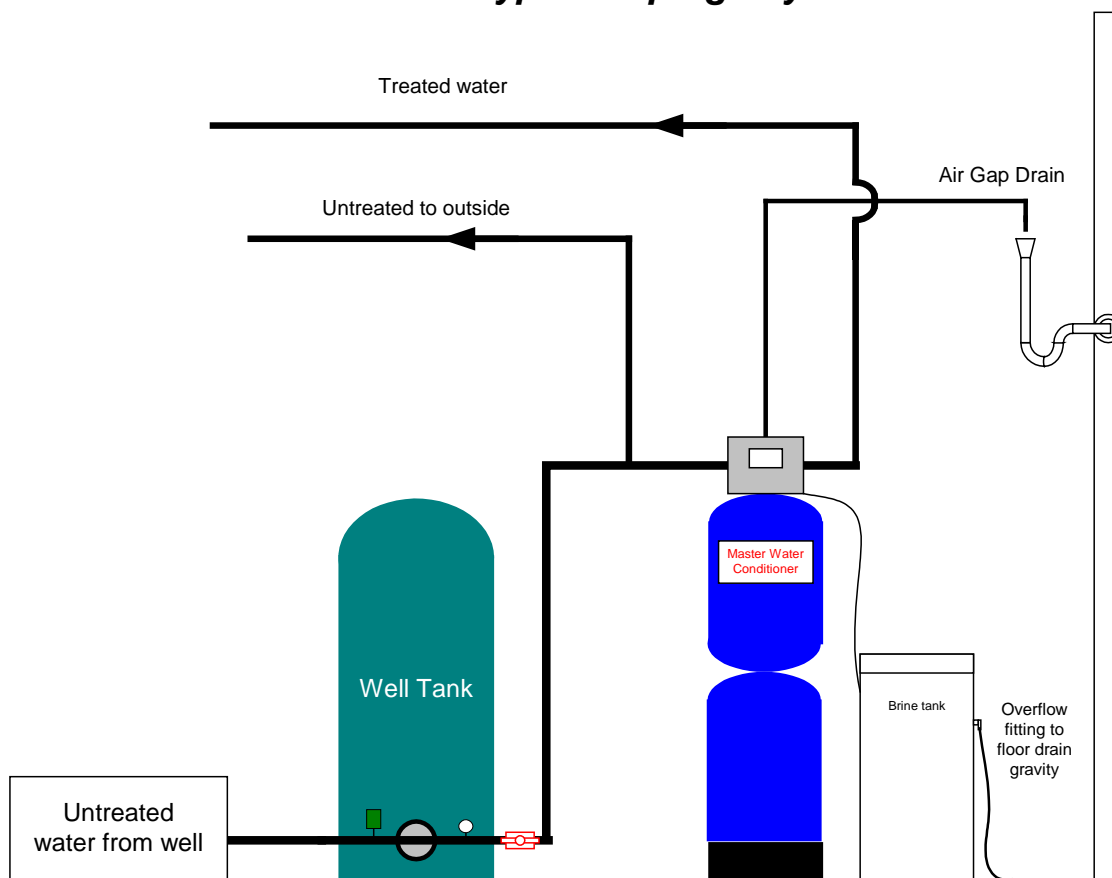 Treated water
Air Gap Drain
Untreated to outside
Master Water
Conditioner
Well Tank
Brine tank
Overflow
fitting to
floor drain
gravity
Untreated
water from well